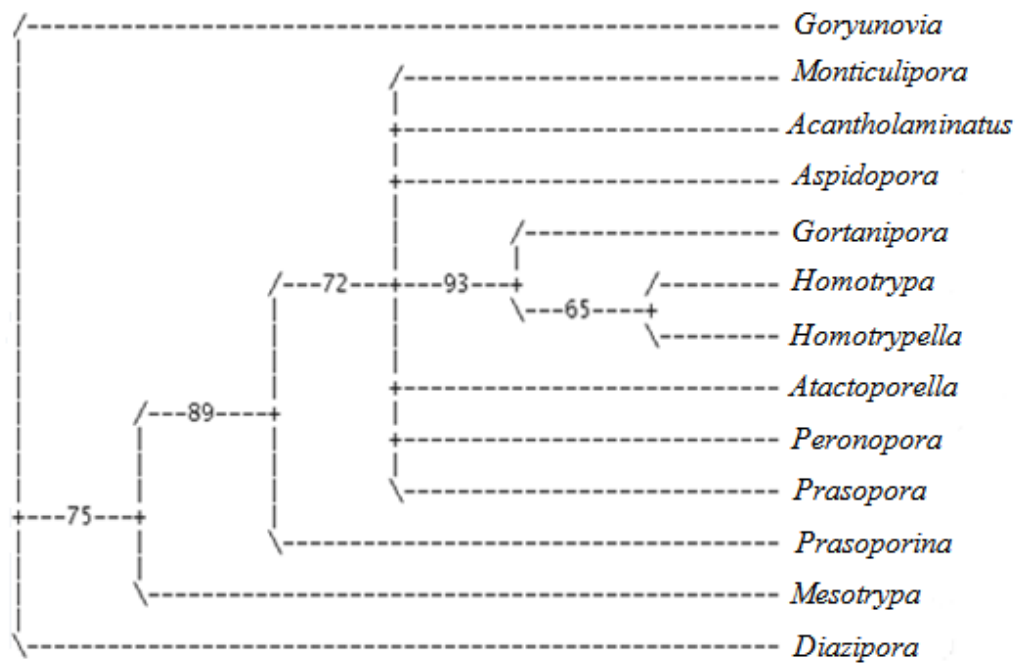 Goryunovia
Monticulipora
Acantholaminatus
Aspidopora
Gortanipora
72 93 Homotrypa
65 Homotrypella
Atactoporella
89
Peronopora
Prasopora
75
Prasoporina
Mesotrypa
Diazipora